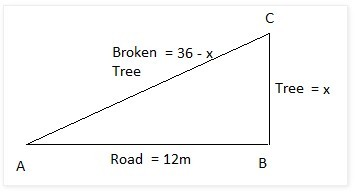 C
Broken = 36 - x
Tree
Tree = x
A
Road = 12m
B